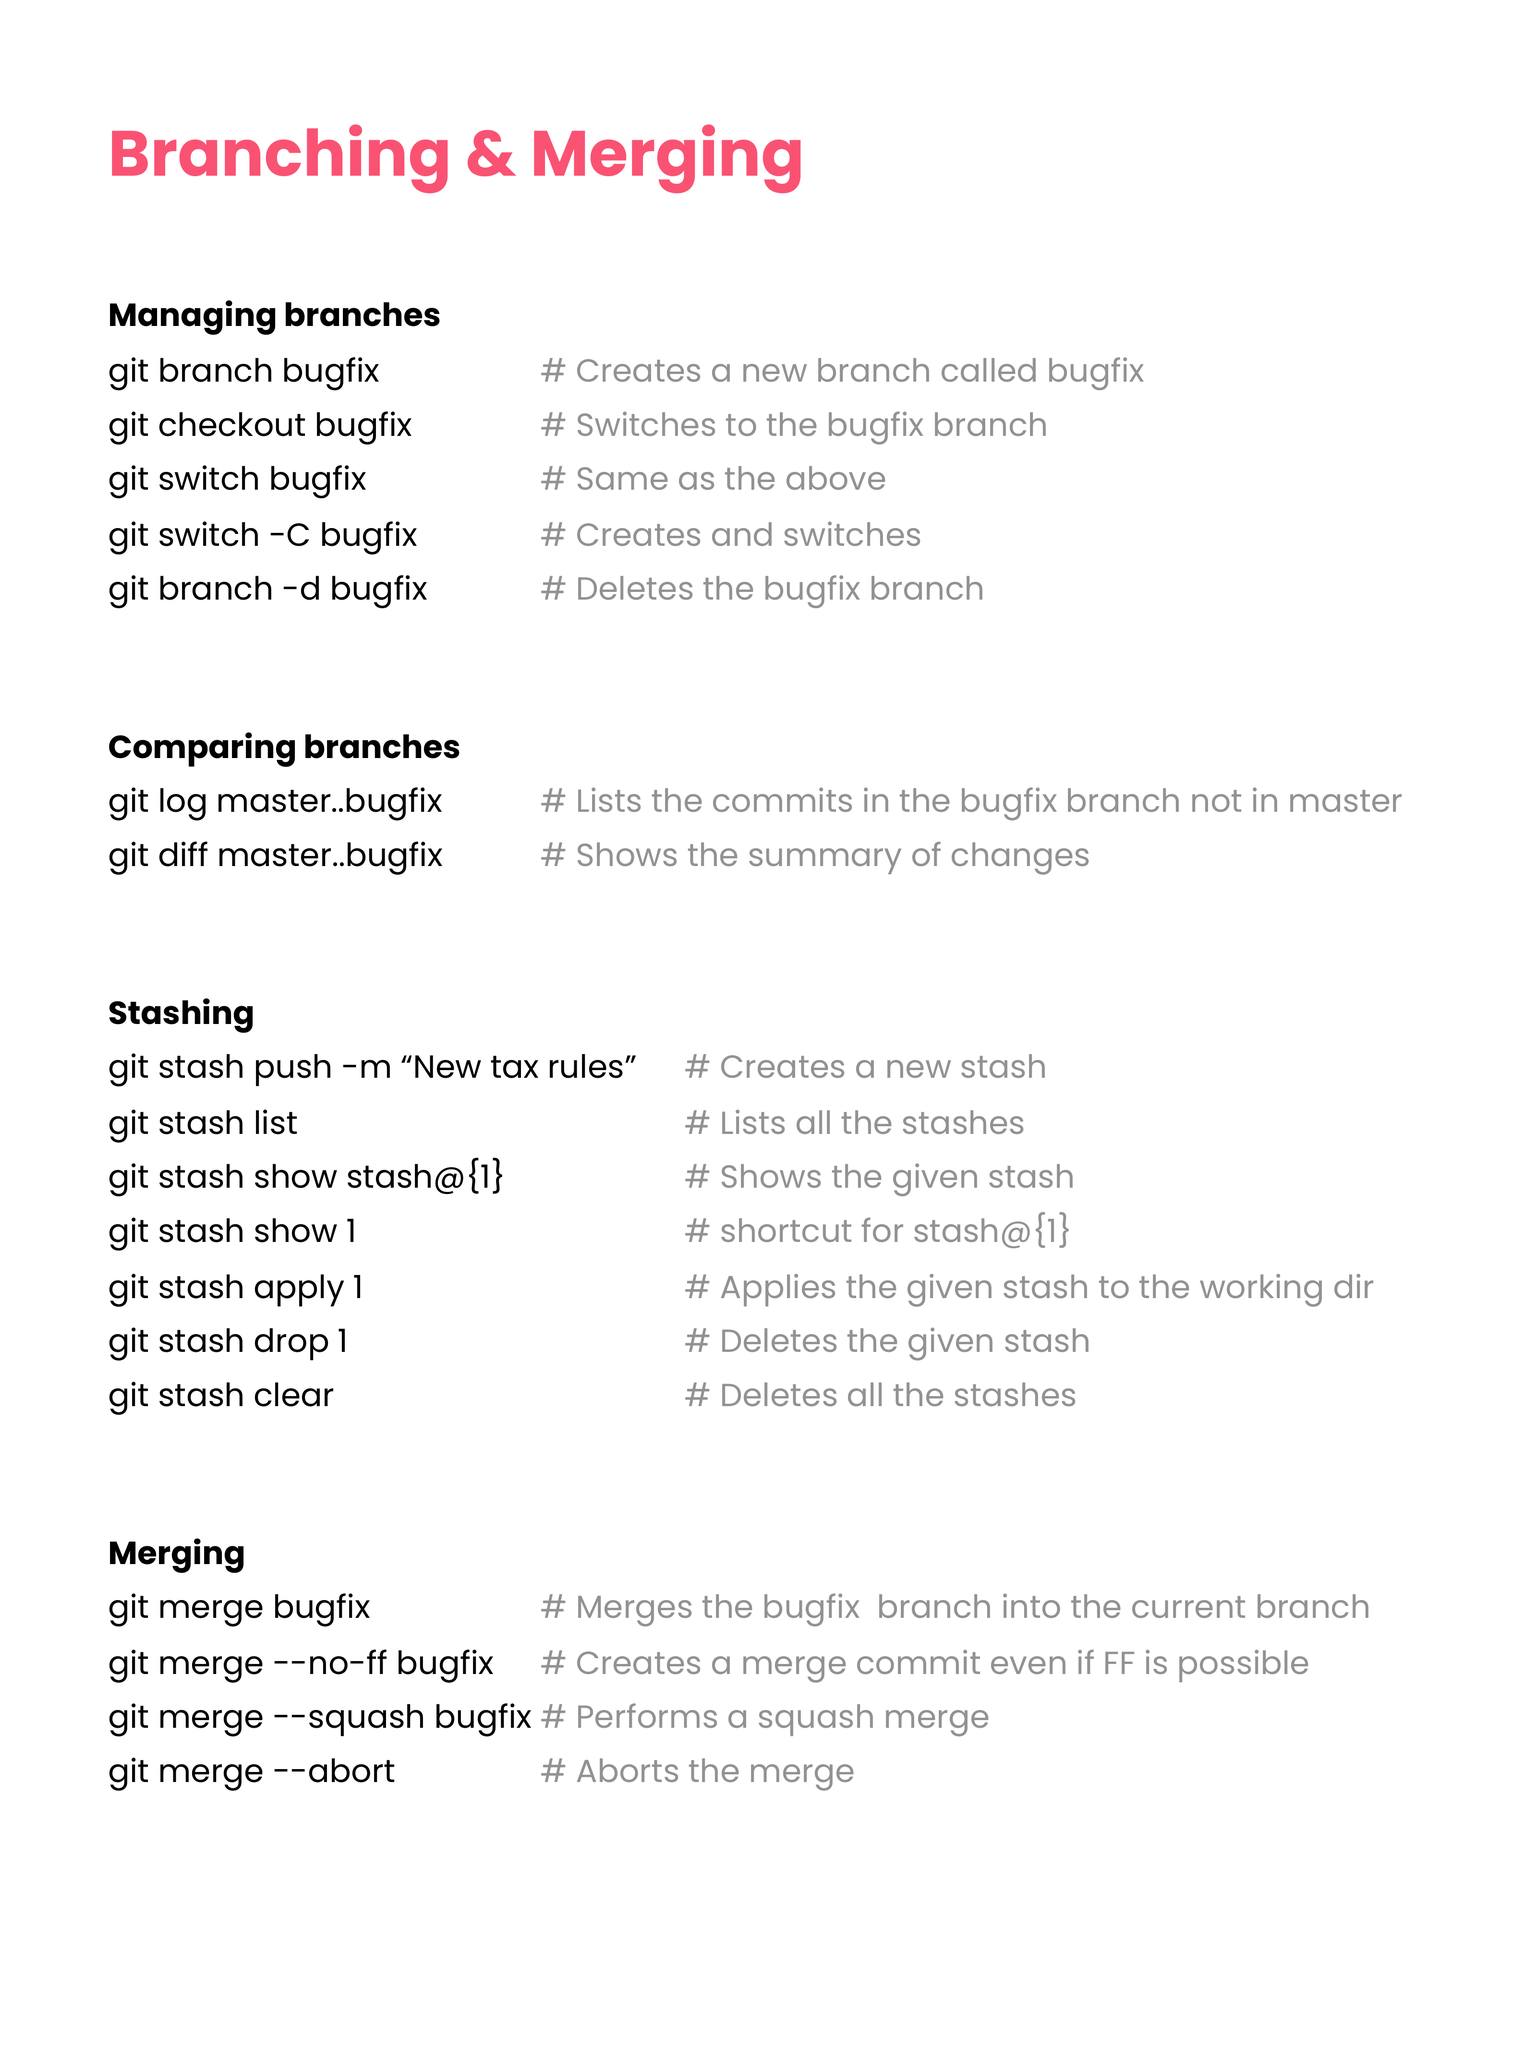 Branching & Merging
Managing branches
git branch bugfix # Creates a new branch called bugfix
git checkout bugfix # Switches to the bugfix branch
git switch bugfix # Same as the above
git switch -C bugfix # Creates and switches
git branch -d bugfix # Deletes the bugfix branch
Comparing branches
git log master..bugfix # Lists the commits in the bugfix branch not in master
git diff master..bugfix # Shows the summary of changes
Stashing
git stash push -m “New tax rules” # Creates a new stash
git stash list # Lists all the stashes
git stash show stash@{1} # Shows the given stash
git stash show 1 # shortcut for stash@{1}
git stash apply 1 # Applies the given stash to the working dir
git stash drop 1 # Deletes the given stash
git stash clear # Deletes all the stashes
Merging
git merge bugfix # Merges the bugfix  branch into the current branch
git merge --no-ff bugfix # Creates a merge commit even if FF is possible
git merge --squash bugfix # Performs a squash merge
git merge --abort # Aborts the merge